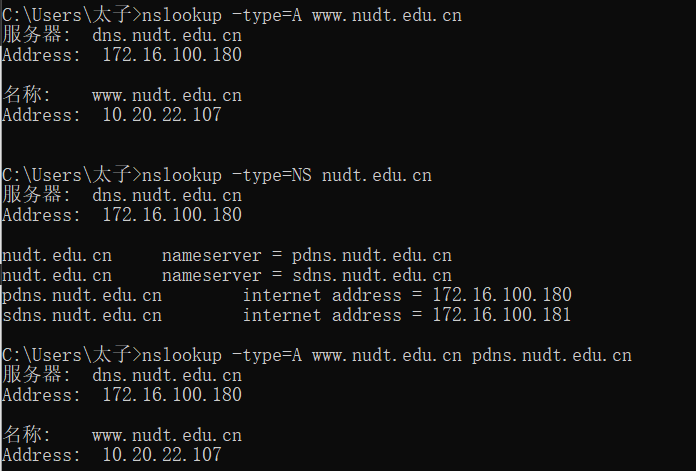 C:\Users\太子>nslookup -type=A www.nudt.edu.cn
服务器:  dns.nudt.edu.cn
Address:  172.16.100.180
名称:    www.nudt.edu.cn
Address:  10.20.22.107
C:\Users\太子>nslookup -type=NS nudt.edu.cn
服务器:  dns.nudt.edu.cn
Address:  172.16.100.180
nudt.edu.cn     nameserver = pdns.nudt.edu.cn
nudt.edu.cn     nameserver = sdns.nudt.edu.cn
pdns.nudt.edu.cn        internet address = 172.16.100.180
sdns.nudt.edu.cn        internet address = 172.16.100.181
C:\Users\太子>nslookup -type=A www.nudt.edu.cn pdns.nudt.edu.cn
服务器:  dns.nudt.edu.cn
Address:  172.16.100.180
名称:    www.nudt.edu.cn
Address:  10.20.22.107